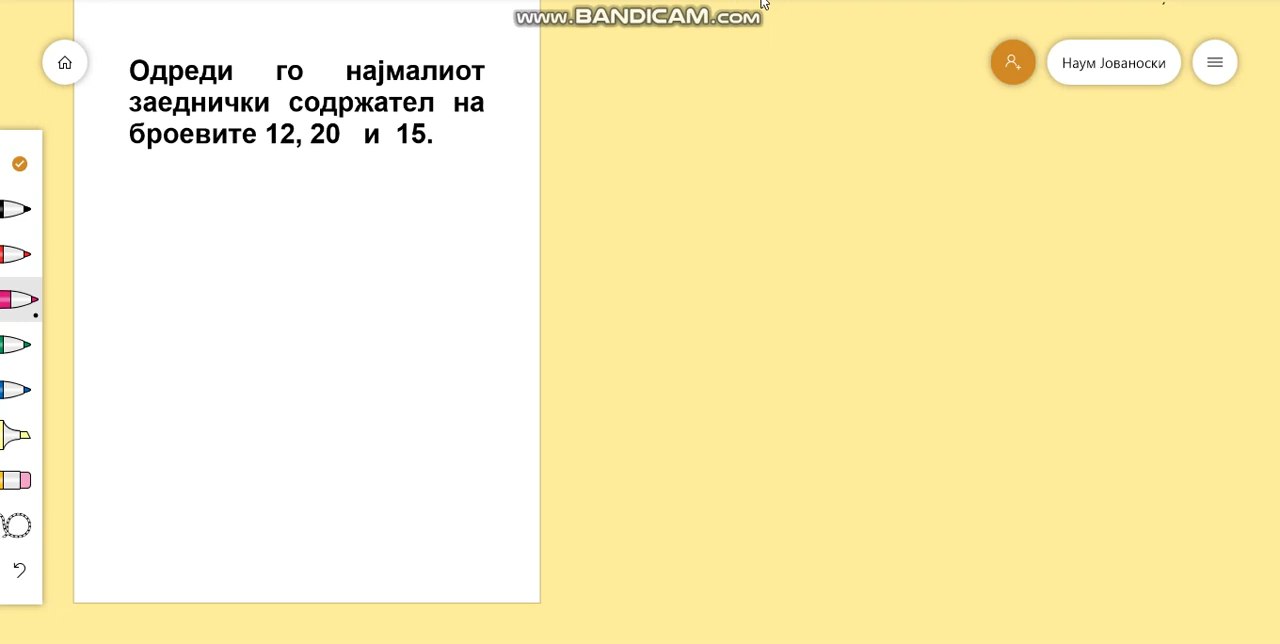 www.BANDICAM.com
Одреди го најмалиот
заеднички содржател на
броевите 12, 20 и 15.
Наум Јованоски